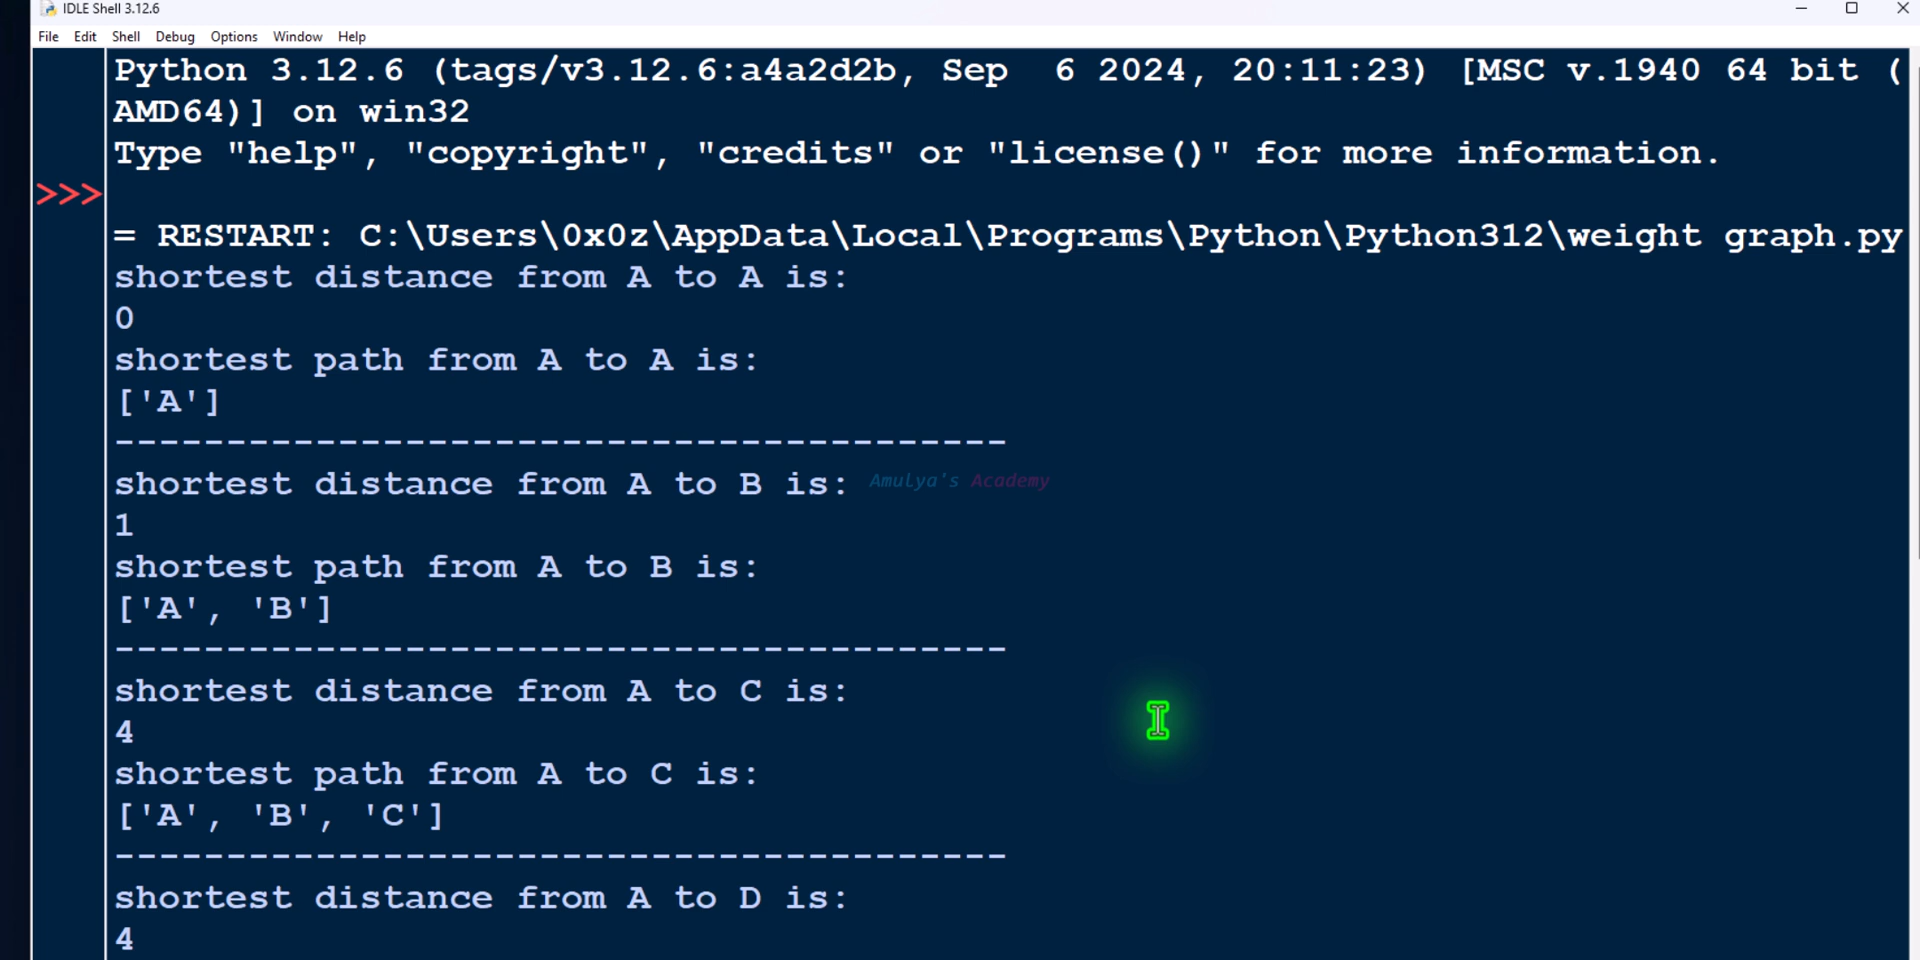 IDLE Shell 3.12.6
File Edit Shell Debug Options Window Help
Python 3.12.6 (tags/v3.12.6:a4a2d2b, Sep  6 2024, 20:11:23) [MSC v.1940 64 bit (
AMD64)] on win32
Type "help", "copyright", "credits" or "license()" for more information.
>>>
= RESTART: C:\Users\0x0z\AppData\Local\Programs\Python\Python312\weight graph.py
shortest distance from A to A is:
0
shortest path from A to A is:
['A']
----------------------------------------
shortest distance from A to B is:
Amulya's Academy
1
shortest path from A to B is:
['A', 'B']
----------------------------------------
shortest distance from A to C is:
4
shortest path from A to C is:
['A', 'B', 'C']
----------------------------------------
shortest distance from A to D is:
4